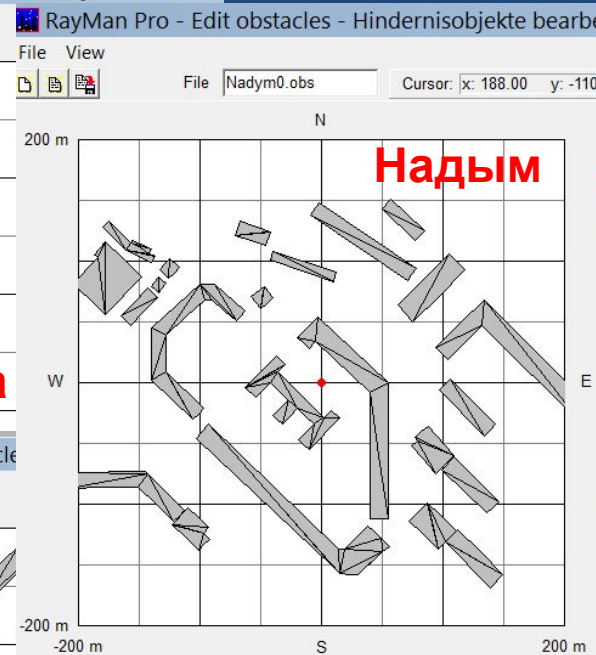 RayMan Pro - Edit obstacles - Hindernisobjekte bearbe
File View
File Nadym0.obs Cursor: x: 188.00 y: -110
N
200 m
Надым
W
E
а
cle
-200 m
-200 m
S
200 m